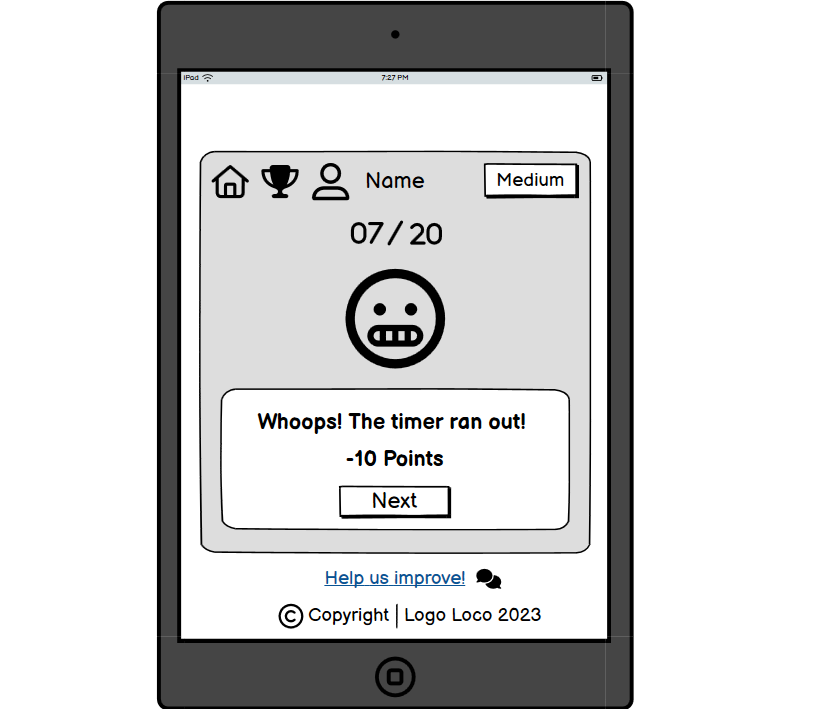 iPad 7:27 PM
Name Medium
07 / 20
Whoops! The timer ran out!
-10 Points
Next
Help us improve!
© Copyright | Logo Loco 2023